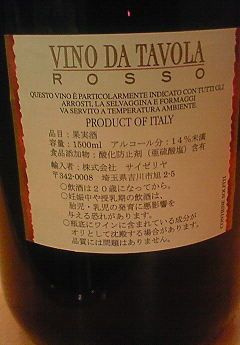 VINO DA TAVOLA
ROSSO
QUESTO VINO È PARTICOLARMENTE INDICATO CON TUTTI GLI
ARROSTI, LA SELVAGGINA E FORMAGGI
VA SERVITO A TEMPERATURA AMBIENTE
PRODUCT OF ITALY
品名：果実酒
容量：1500ml アルコール分：14%未満
食品添加物：酸化防止剤（亜硫酸塩）含有
輸入者：株式会社 サイゼリヤ
〒342-0008 埼玉県吉川市旭2-5
○飲酒は20歳になってから。
○妊娠中や授乳期の飲酒は、
胎児・乳児の発育に悪影響を
与える恐れがあります。
○瓶底にワインに含まれている成分が
オリとして沈殿する場合がありますが、
品質には問題はありません。